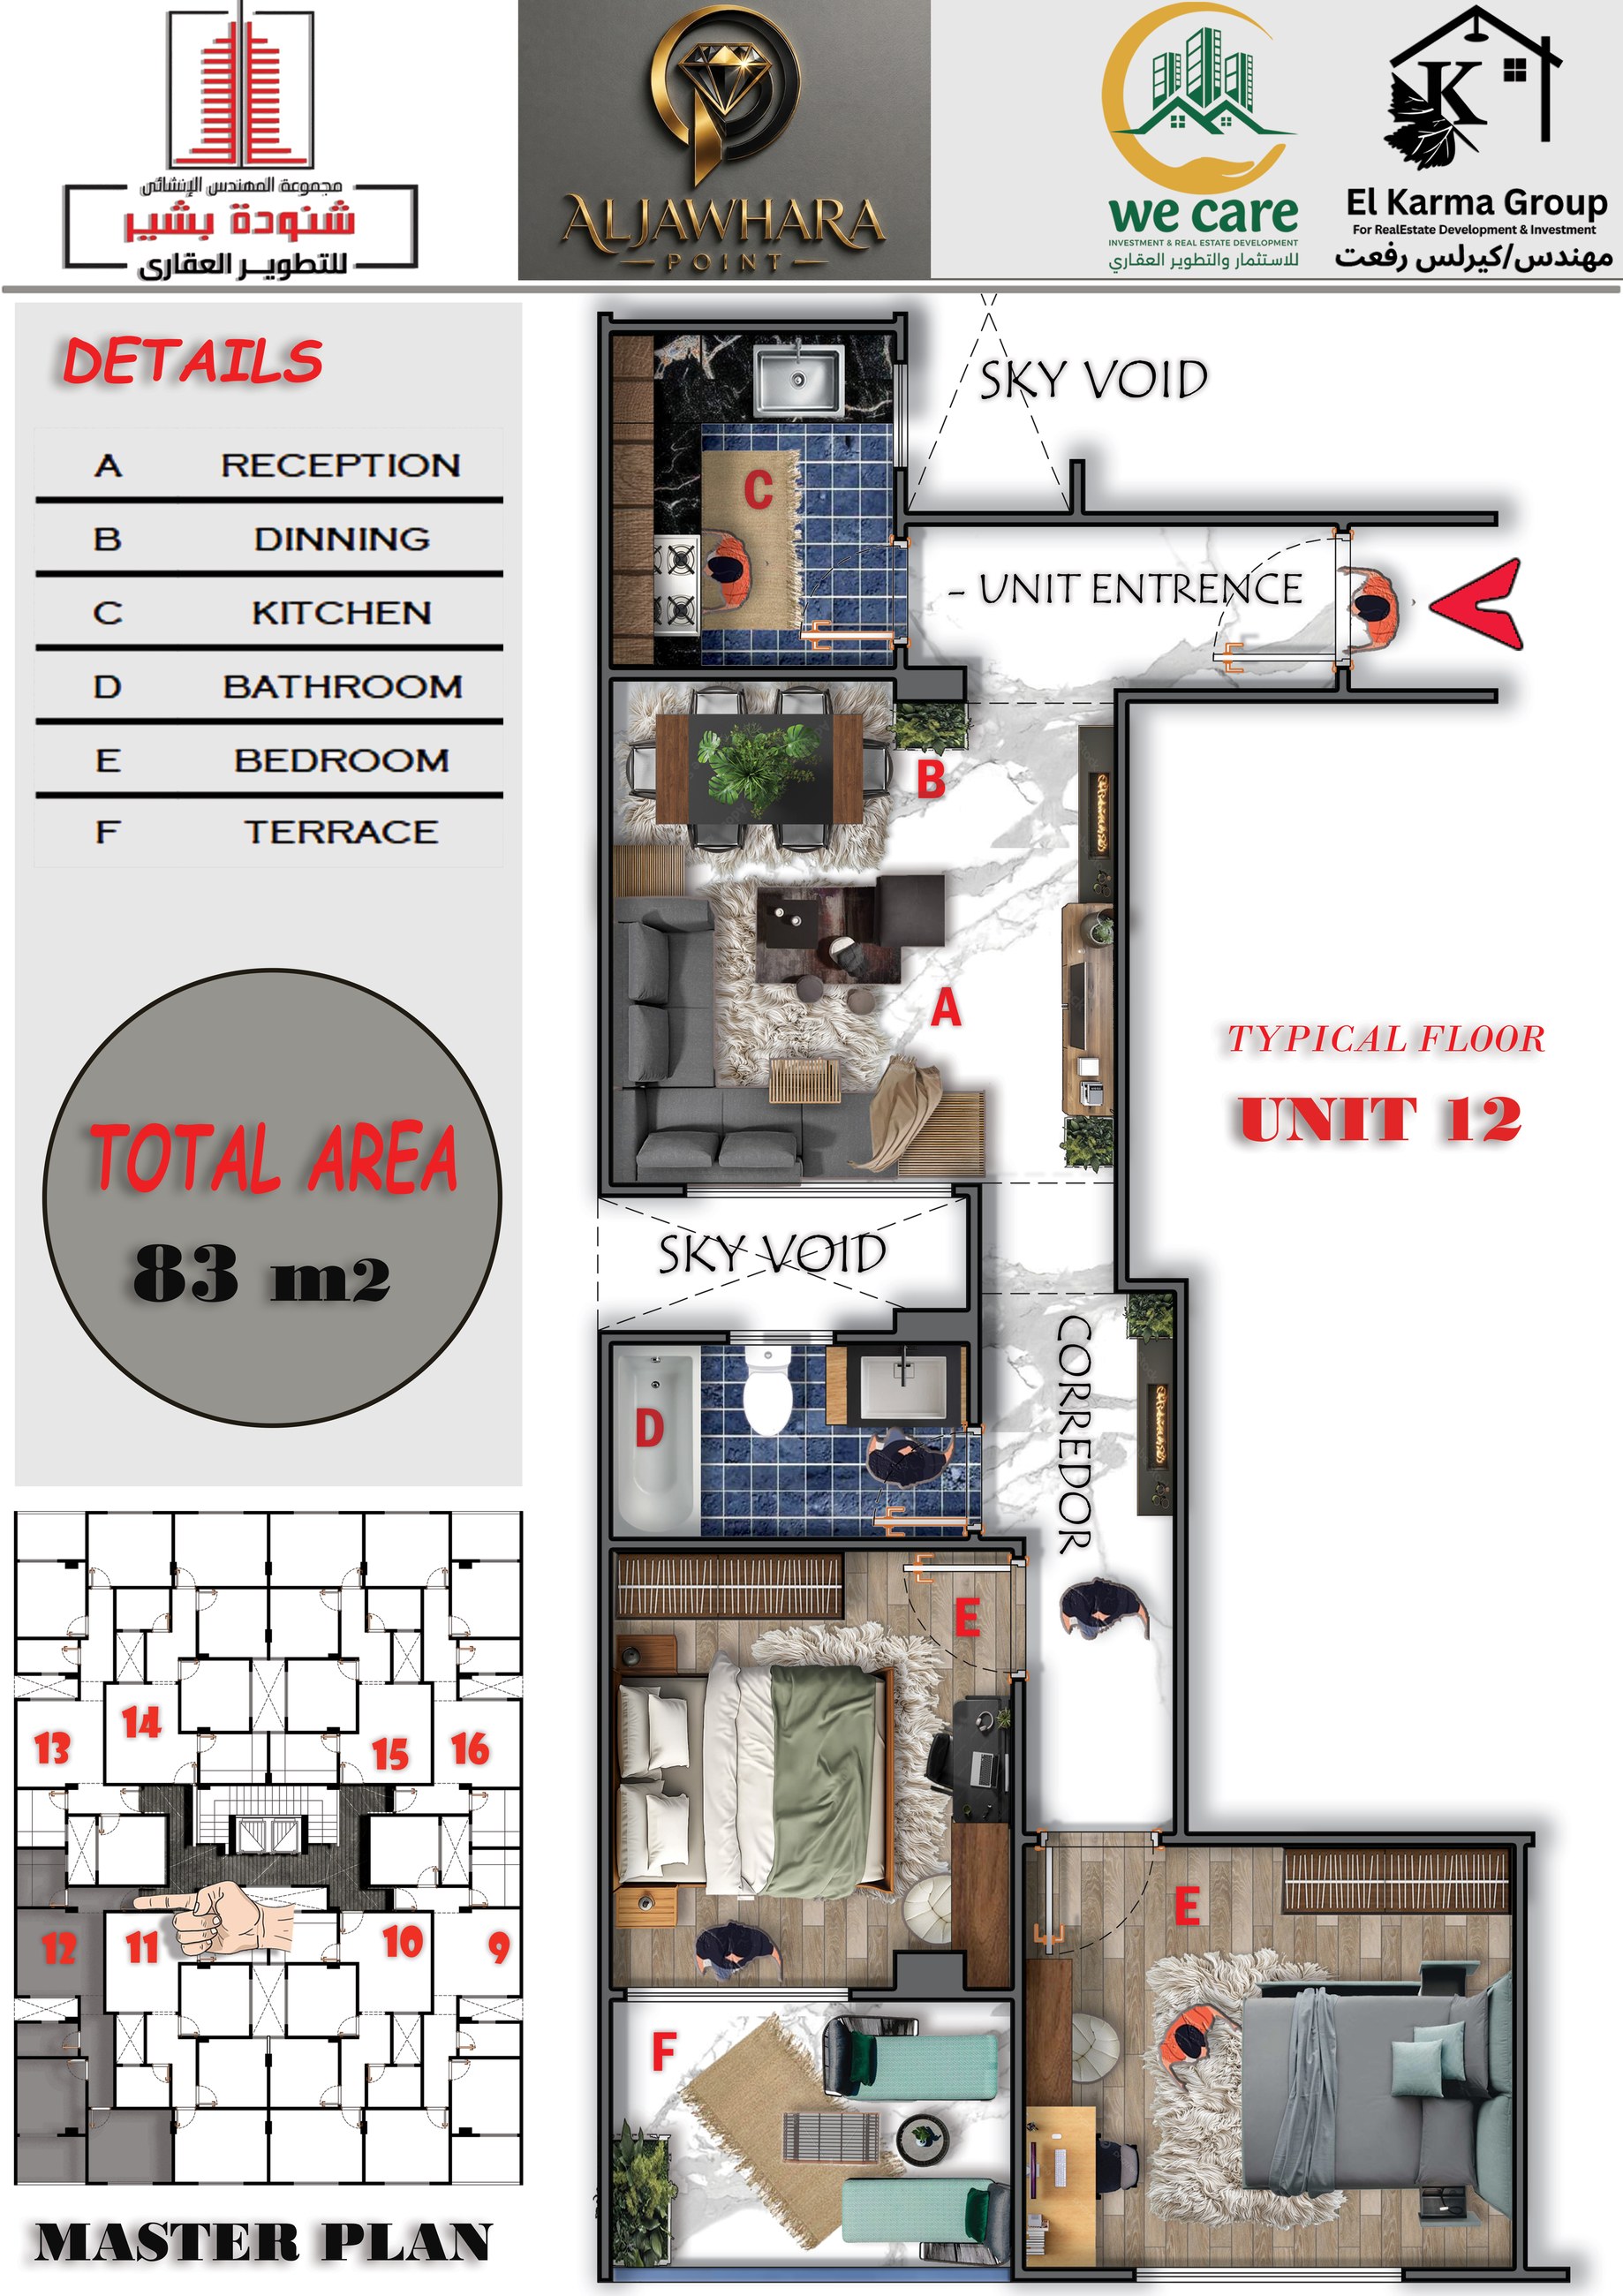 مجموعة المهندس الإنشائى
شنودة بشير
للتطوير العقارى
ALJAWHARA
POINT
we care
INVESTMENT & REAL ESTATE DEVELOPMENT
للاستثمار والتطوير العقاري
K
El Karma Group
For RealEstate Development & Investment
مهندس/كيرلس رفعت
DETAILS
A RECEPTION
B DINNING
C KITCHEN
D BATHROOM
E BEDROOM
F TERRACE
TOTAL AREA
83 m2
SKY VOID
C
- UNIT ENTRENCE
B
A
TYPICAL FLOOR
UNIT 12
SKY VOID
D
CORREDOR
E
E
F
13
14
15
16
12
11
10
9
MASTER PLAN